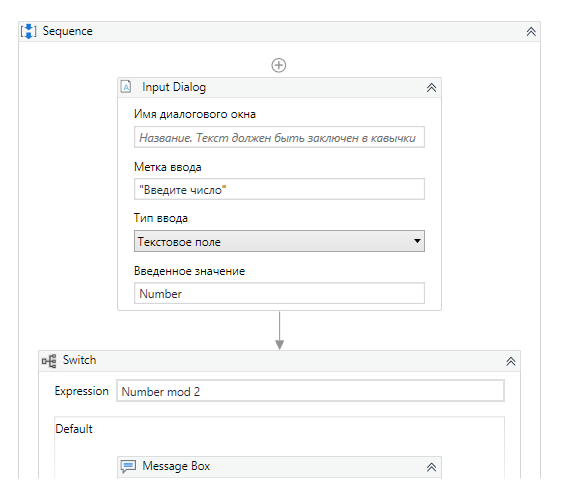 Sequence
Input Dialog
Имя диалогового окна
Название. Текст должен быть заключен в кавычки
Метка ввода
"Введите число"
Тип ввода
Текстовое поле
Введенное значение
Number
Switch
Expression Number mod 2
Default
Message Box